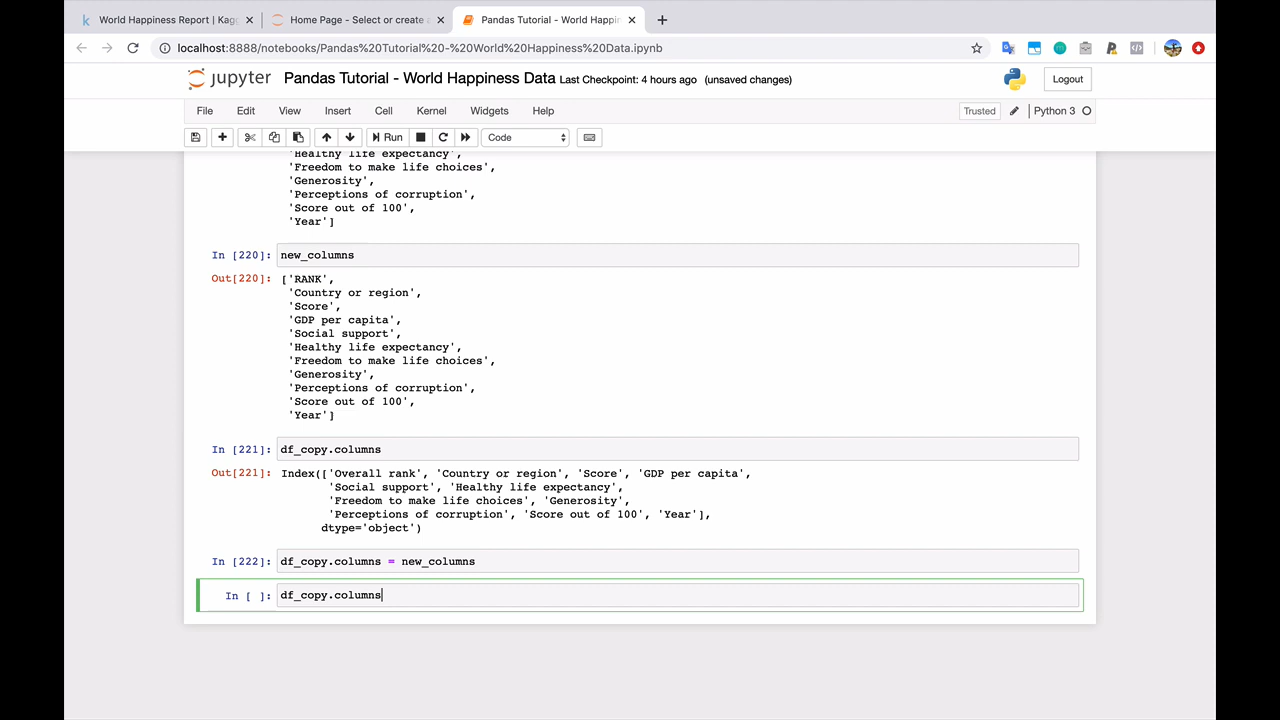 World Happiness Report | Kagg
Home Page - Select or create a
Pandas Tutorial - World Happin
localhost:8888/notebooks/Pandas%20Tutorial%20-%20World%20Happiness%20Data.ipynb
jupyter Pandas Tutorial - World Happiness Data Last Checkpoint: 4 hours ago (unsaved changes)
Logout
File Edit View Insert Cell Kernel Widgets Help
Trusted Python 3
Run Code
'Healthy life expectancy',
'Freedom to make life choices',
'Generosity',
'Perceptions of corruption',
'Score out of 100',
'Year']
In [220]: new_columns
Out[220]: ['RANK',
'Country or region',
'Score',
'GDP per capita',
'Social support',
'Healthy life expectancy',
'Freedom to make life choices',
'Generosity',
'Perceptions of corruption',
'Score out of 100',
'Year']
In [221]: df_copy.columns
Out[221]: Index(['Overall rank', 'Country or region', 'Score', 'GDP per capita',
'Social support', 'Healthy life expectancy',
'Freedom to make life choices', 'Generosity',
'Perceptions of corruption', 'Score out of 100', 'Year'],
dtype='object')
In [222]: df_copy.columns = new_columns
In [ ]: df_copy.columns